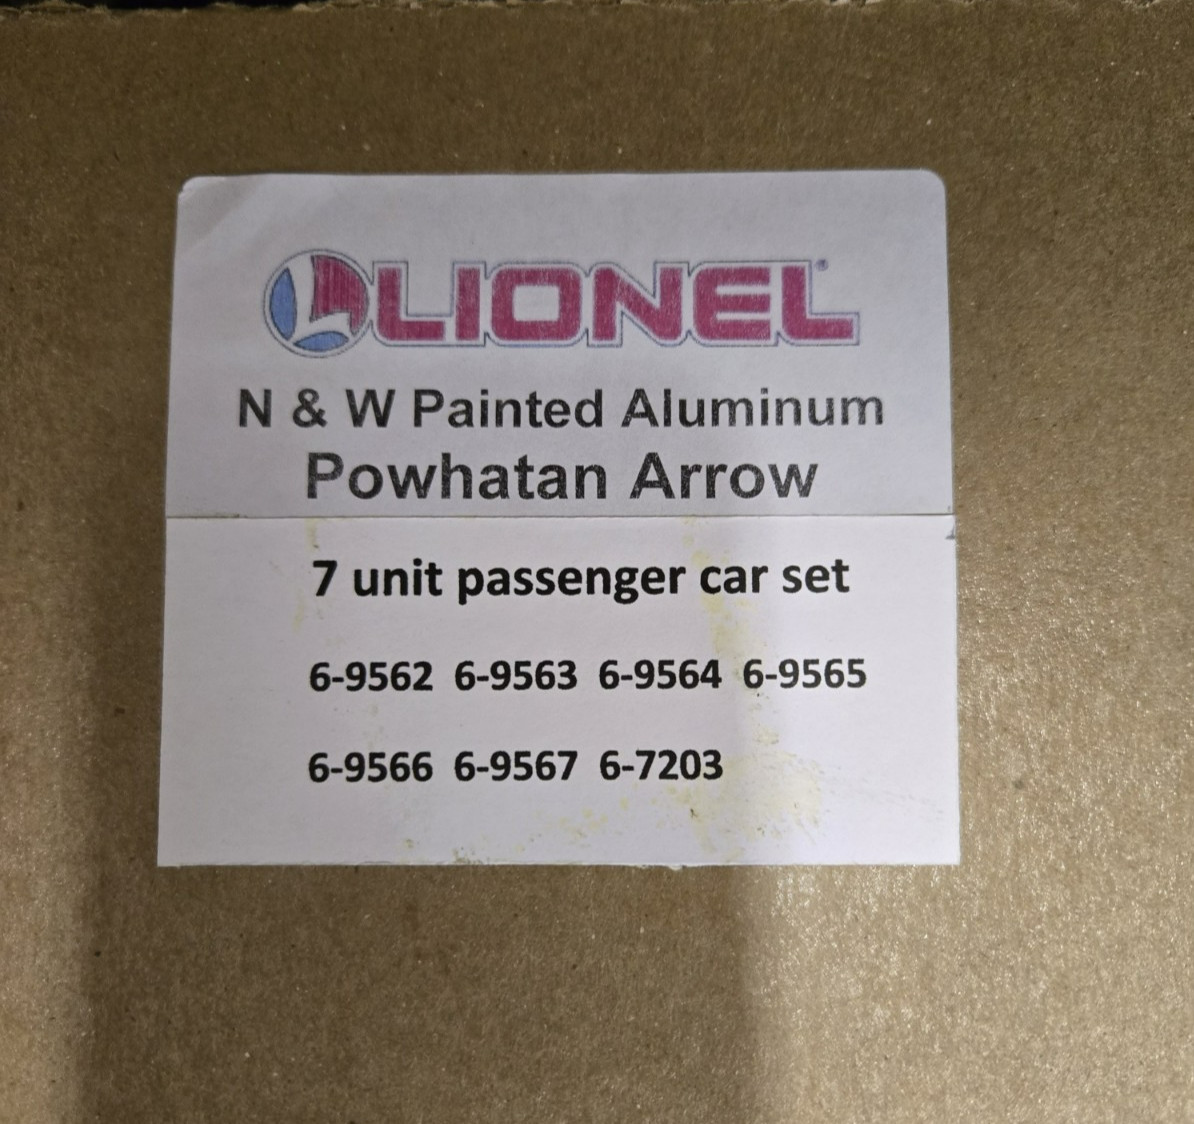 LIONEL®
N & W Painted Aluminum
Powhatan Arrow
7 unit passenger car set
6-9562 6-9563 6-9564 6-9565
6-9566 6-9567 6-7203